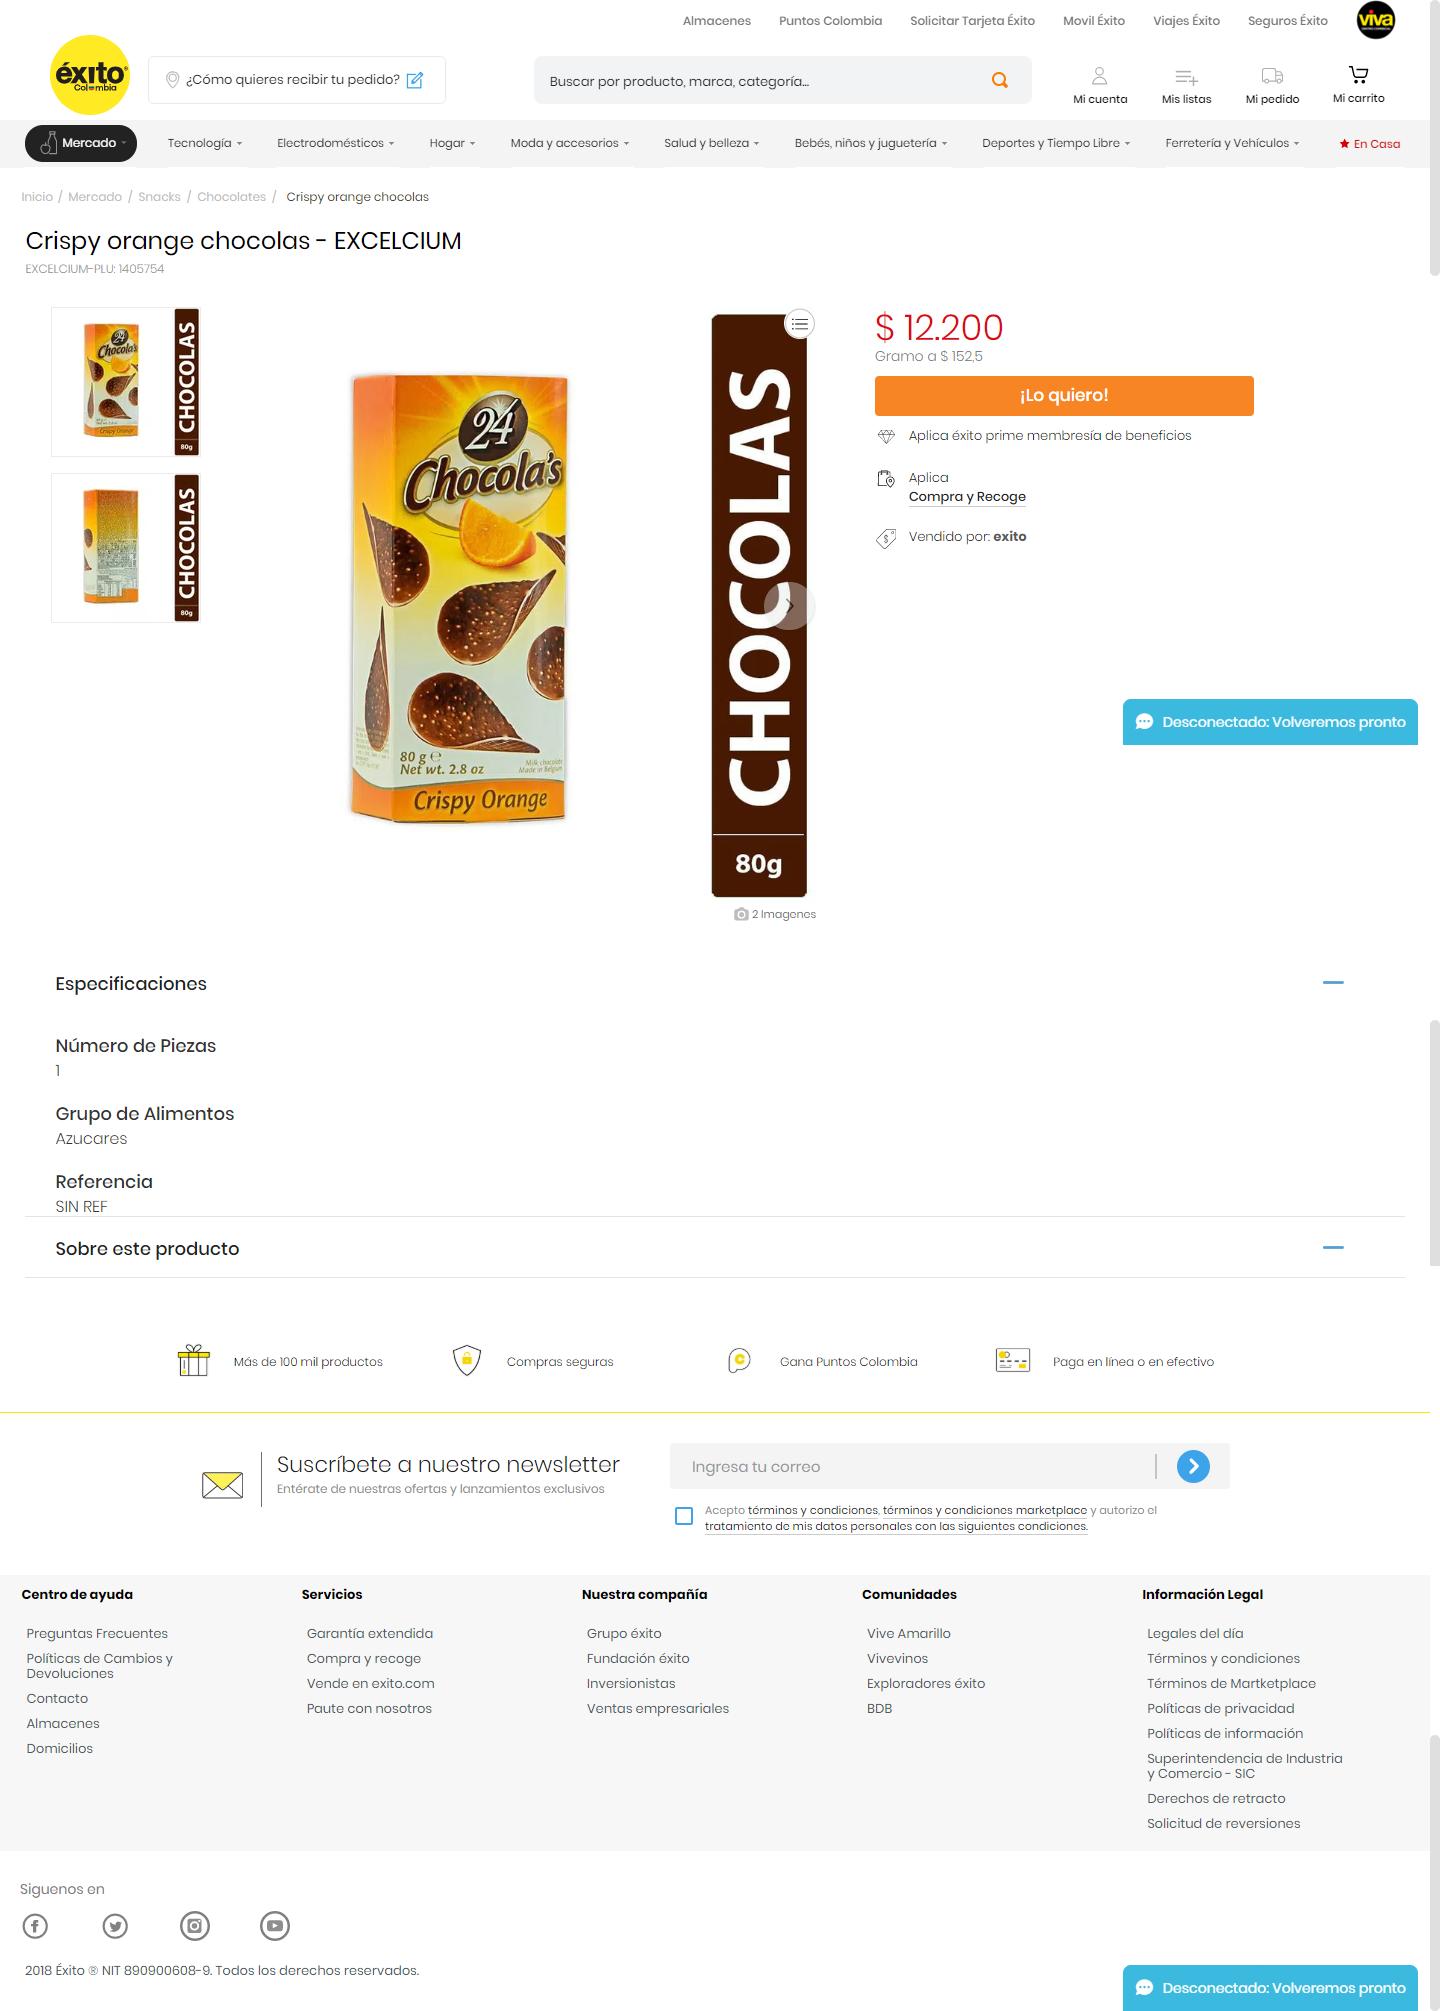 Almacenes
Puntos Colombia
Solicitar Tarjeta Éxito
Movil Éxito
Viajes Éxito
Seguros Éxito
viva
éxito
Colombia
¿Cómo quieres recibir tu pedido?
Buscar por producto, marca, categoría...
Mi cuenta
Mis listas
Mi pedido
Mi carrito
Mercado
Tecnología
Electrodomésticos
Hogar
Moda y accesorios
Salud y belleza
Bebés, niños y juguetería
Deportes y Tiempo Libre
Ferretería y Vehículos
En Casa
Inicio / Mercado / Snacks / Chocolates / Crispy orange chocolas
Crispy orange chocolas - EXCELCIUM
EXCELCIUM-PLU: 1405754
24
Chocola's
Crispy Orange
CHOCOLAS
80g
CHOCOLAS
80g
24
Chocola's
80 g e
Net wt. 2.8 oz
Milk chocolate
Made in Belgium
Crispy Orange
CHOCOLAS
80g
2 Imagenes
$ 12.200
Gramo a $ 152,5
¡Lo quiero!
Aplica éxito prime membresía de beneficios
Aplica
Compra y Recoge
Vendido por: exito
Desconectado: Volveremos pronto
Especificaciones
Número de Piezas
1
Grupo de Alimentos
Azucares
Referencia
SIN REF
Sobre este producto
Más de 100 mil productos
Compras seguras
Gana Puntos Colombia
Paga en línea o en efectivo
Suscríbete a nuestro newsletter
Entérate de nuestras ofertas y lanzamientos exclusivos
Ingresa tu correo
Acepto términos y condiciones, términos y condiciones marketplace y autorizo el
tratamiento de mis datos personales con las siguientes condiciones.
Centro de ayuda
Preguntas Frecuentes
Políticas de Cambios y
Devoluciones
Contacto
Almacenes
Domicilios
Servicios
Garantía extendida
Compra y recoge
Vende en exito.com
Paute con nosotros
Nuestra compañía
Grupo éxito
Fundación éxito
Inversionistas
Ventas empresariales
Comunidades
Vive Amarillo
Vivevinos
Exploradores éxito
BDB
Información Legal
Legales del día
Términos y condiciones
Términos de Martketplace
Políticas de privacidad
Políticas de información
Superintendencia de Industria
y Comercio - SIC
Derechos de retracto
Solicitud de reversiones
Siguenos en
2018 Éxito ® NIT 890900608-9. Todos los derechos reservados.
Desconectado: Volveremos pronto